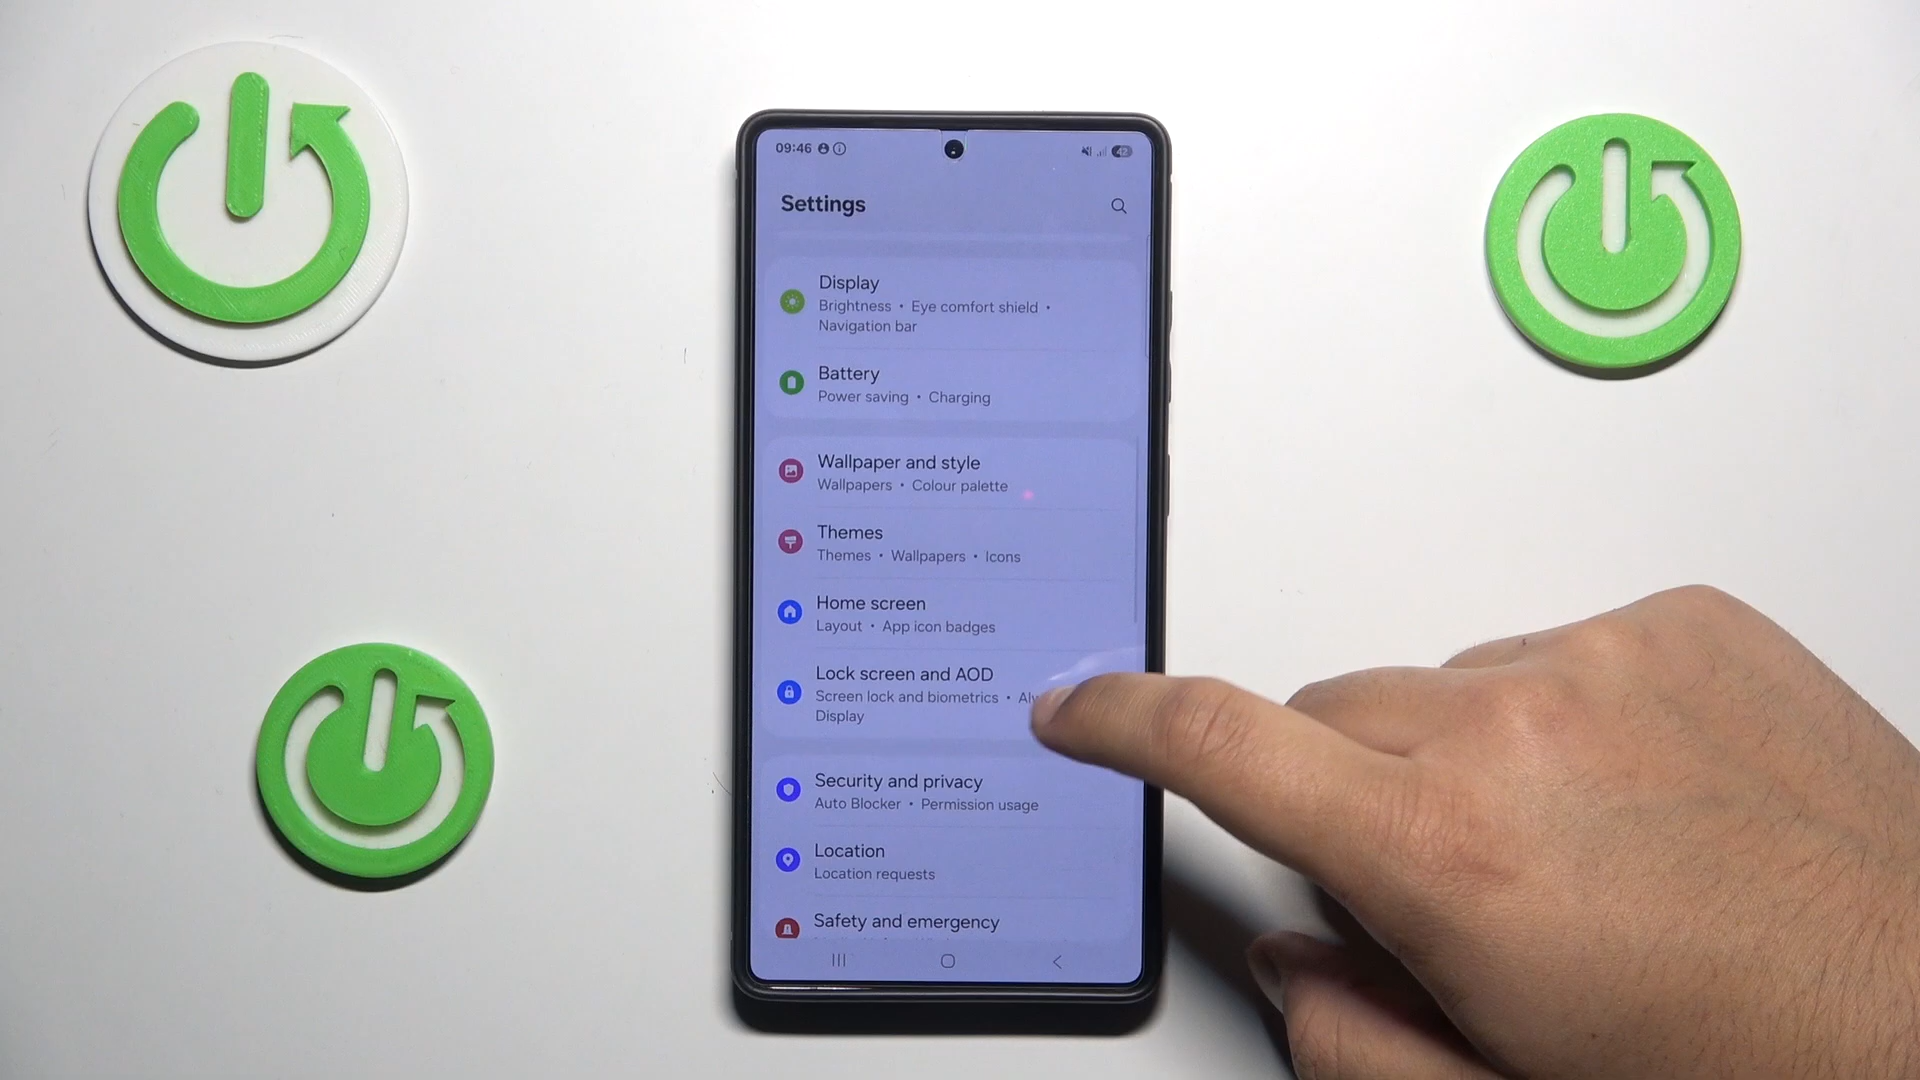 09:46
42
Settings
Display
Brightness • Eye comfort shield •
Navigation bar
Battery
Power saving • Charging
Wallpaper and style
Wallpapers • Colour palette
Themes
Themes • Wallpapers • Icons
Home screen
Layout • App icon badges
Lock screen and AOD
Screen lock and biometrics •
Display
Security and privacy
Auto Blocker • Permission usage
Location
Location requests
Safety and emergency